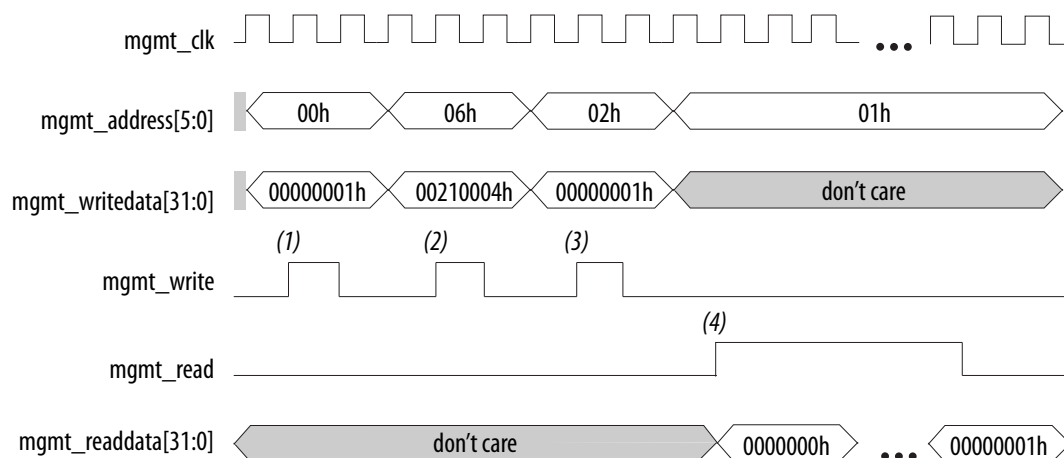 mgmt_clk
mgmt_address[5:0] 00h 06h 02h 01h
mgmt_writedata[31:0] 00000001h 00210004h 00000001h don't care
(1) (2) (3)
mgmt_write
(4)
mgmt_read
mgmt_readdata[31:0] don't care 0000000h 00000001h